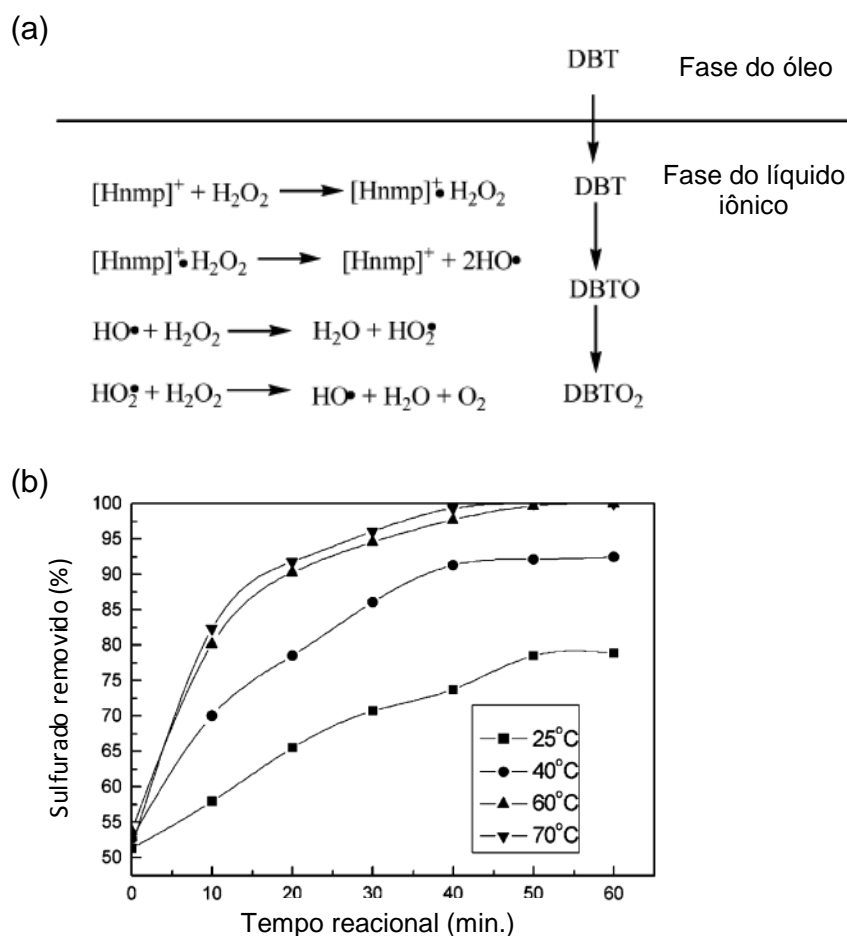 (a)
DBT
Fase do óleo
[Hnmp]⁺ + H₂O₂ ⟶ [Hnmp]⁺•H₂O₂
DBT
Fase do líquido
iônico
[Hnmp]⁺•H₂O₂ ⟶ [Hnmp]⁺ + 2HO•
DBTO
HO• + H₂O₂ ⟶ H₂O + HO₂•
HO₂• + H₂O₂ ⟶ HO• + H₂O + O₂
DBTO₂
(b)
Sulfurado removido (%)
100
95
90
85
80
75
70
65
60
55
50
25°C
40°C
60°C
70°C
0 10 20 30 40 50 60
Tempo reacional (min.)